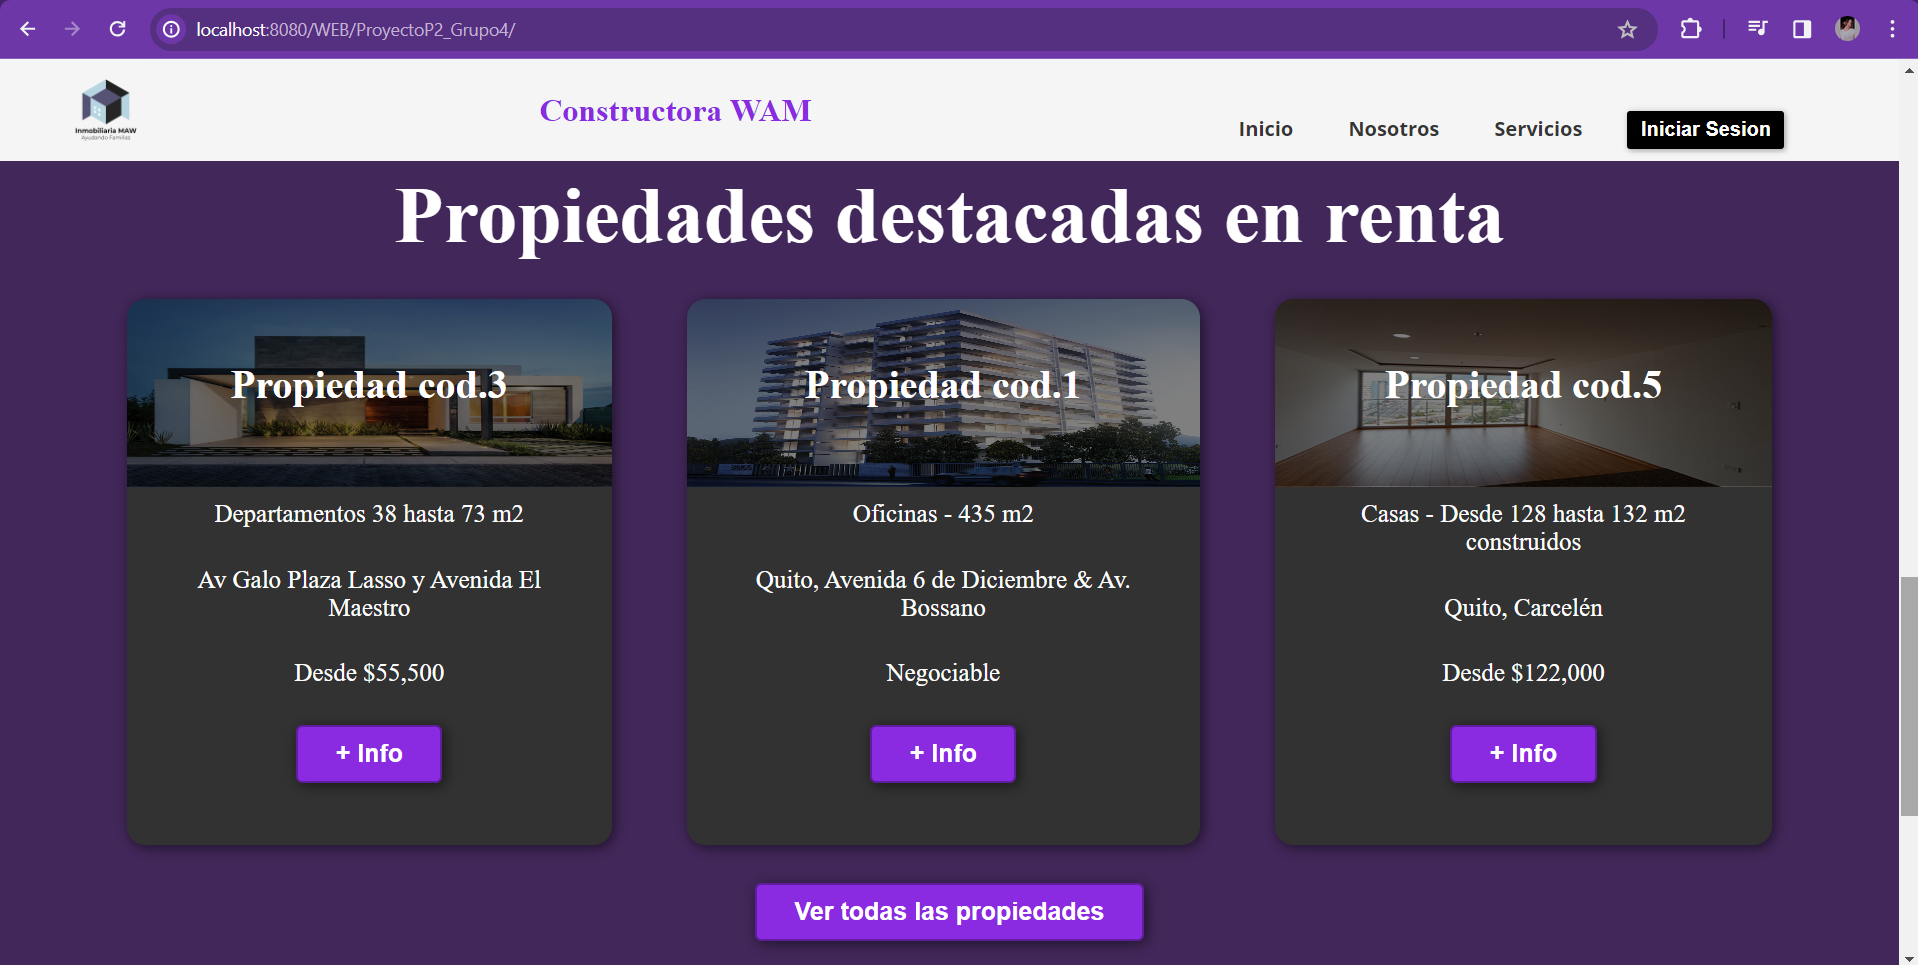 localhost:8080/WEB/ProyectoP2_Grupo4/
Inmobiliaria MAW
Ayudando Familias
Constructora WAM
Inicio
Nosotros
Servicios
Iniciar Sesion
Propiedades destacadas en renta
Propiedad cod.3
Departamentos 38 hasta 73 m2
Av Galo Plaza Lasso y Avenida El
Maestro
Desde $55,500
+ Info
Propiedad cod.1
Oficinas - 435 m2
Quito, Avenida 6 de Diciembre & Av.
Bossano
Negociable
+ Info
Propiedad cod.5
Casas - Desde 128 hasta 132 m2
construidos
Quito, Carcelén
Desde $122,000
+ Info
Ver todas las propiedades